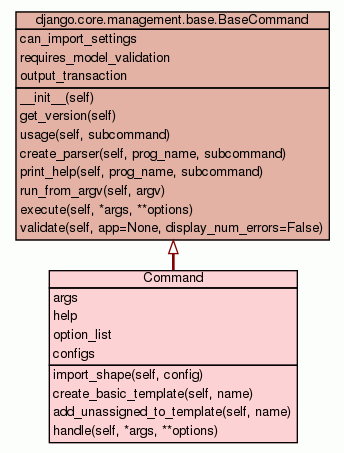 django.core.management.base.BaseCommand
can_import_settings
requires_model_validation
output_transaction
__init__(self)
get_version(self)
usage(self, subcommand)
create_parser(self, prog_name, subcommand)
print_help(self, prog_name, subcommand)
run_from_argv(self, argv)
execute(self, *args, **options)
validate(self, app=None, display_num_errors=False)
Command
args
help
option_list
configs
import_shape(self, config)
create_basic_template(self, name)
add_unassigned_to_template(self, name)
handle(self, *args, **options)